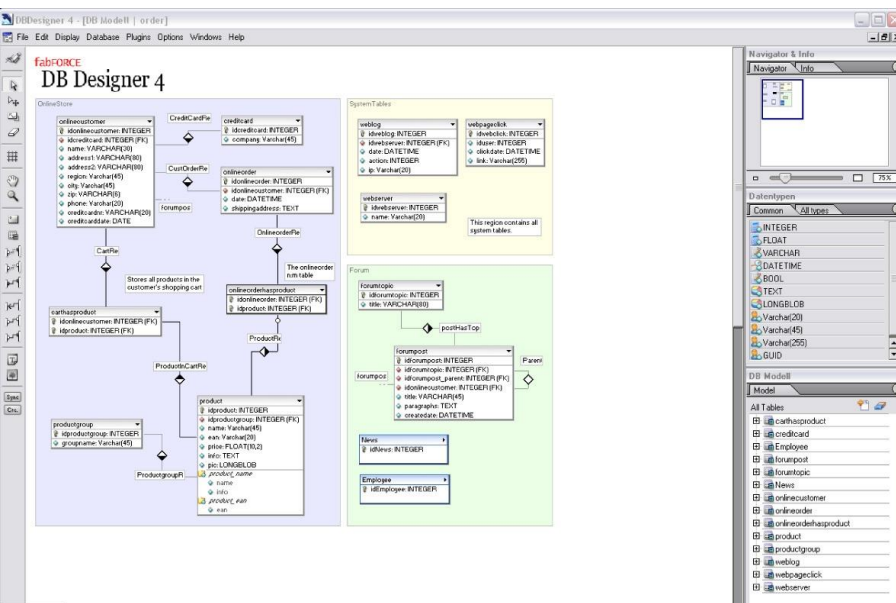 DBDesigner 4 - [DB Modell | order]
File Edit Display Database Plugins Options Windows Help
fabFORCE
DB Designer 4
OnlineStore
onlinecustomer
idonlinecustomer: INTEGER
idcreditcard: INTEGER (FK)
name: VARCHAR(30)
address1: VARCHAR(80)
address2: VARCHAR(80)
region: Varchar(45)
city: Varchar(45)
zip: VARCHAR(6)
phone: Varchar(20)
creditcardnr: VARCHAR(20)
creditcarddate: DATE
CreditCardRe
creditcard
idcreditcard: INTEGER
company: Varchar(45)
CustOrderRe
onlineorder
idonlineorder: INTEGER
idonlinecustomer: INTEGER (FK)
date: DATETIME
shippingaddress: TEXT
forumpos
OnlineorderRe
CartRe
Stores all products in the
customer's shopping cart
The onlineorder
n:m table
onlineorderhasproduct
idonlineorder: INTEGER (FK)
idproduct: INTEGER (FK)
carthasproduct
idonlinecustomer: INTEGER (FK)
idproduct: INTEGER (FK)
ProductRe
ProductInCartRe
product
idproduct: INTEGER
idproductgroup: INTEGER (FK)
name: Varchar(45)
ean: Varchar(20)
price: FLOAT(10,2)
info: TEXT
pic: LONGBLOB
product_name
name
info
product_ean
ean
productgroup
idproductgroup: INTEGER
groupname: Varchar(45)
ProductgroupR
SystemTables
weblog
idweblog: INTEGER
idwebserver: INTEGER (FK)
date: DATETIME
action: INTEGER
ip: Varchar(20)
webpageclick
idwebclick: INTEGER
iduser: INTEGER
clickdate: DATETIME
link: Varchar(255)
webserver
idwebserver: INTEGER
name: Varchar(20)
This region contains all
system tables.
Forum
forumtopic
idforumtopic: INTEGER
title: VARCHAR(80)
postHasTop
forumpost
idforumpost: INTEGER
idforumtopic: INTEGER (FK)
idforumpost_parent: INTEGER (FK)
idonlinecustomer: INTEGER (FK)
title: VARCHAR(45)
paragraphs: TEXT
createdate: DATETIME
Parent
forumpos
News
idNews: INTEGER
Employee
idEmployee: INTEGER
Sync
Navigator & Info
Navigator Info
75%
Datentypen
Common All types
INTEGER
FLOAT
VARCHAR
DATETIME
BOOL
TEXT
LONGBLOB
Varchar(20)
Varchar(45)
Varchar(255)
GUID
DB Modell
Model
All Tables
carthasproduct
creditcard
Employee
forumpost
forumtopic
News
onlinecustomer
onlineorder
onlineorderhasproduct
product
productgroup
weblog
webpageclick
webserver